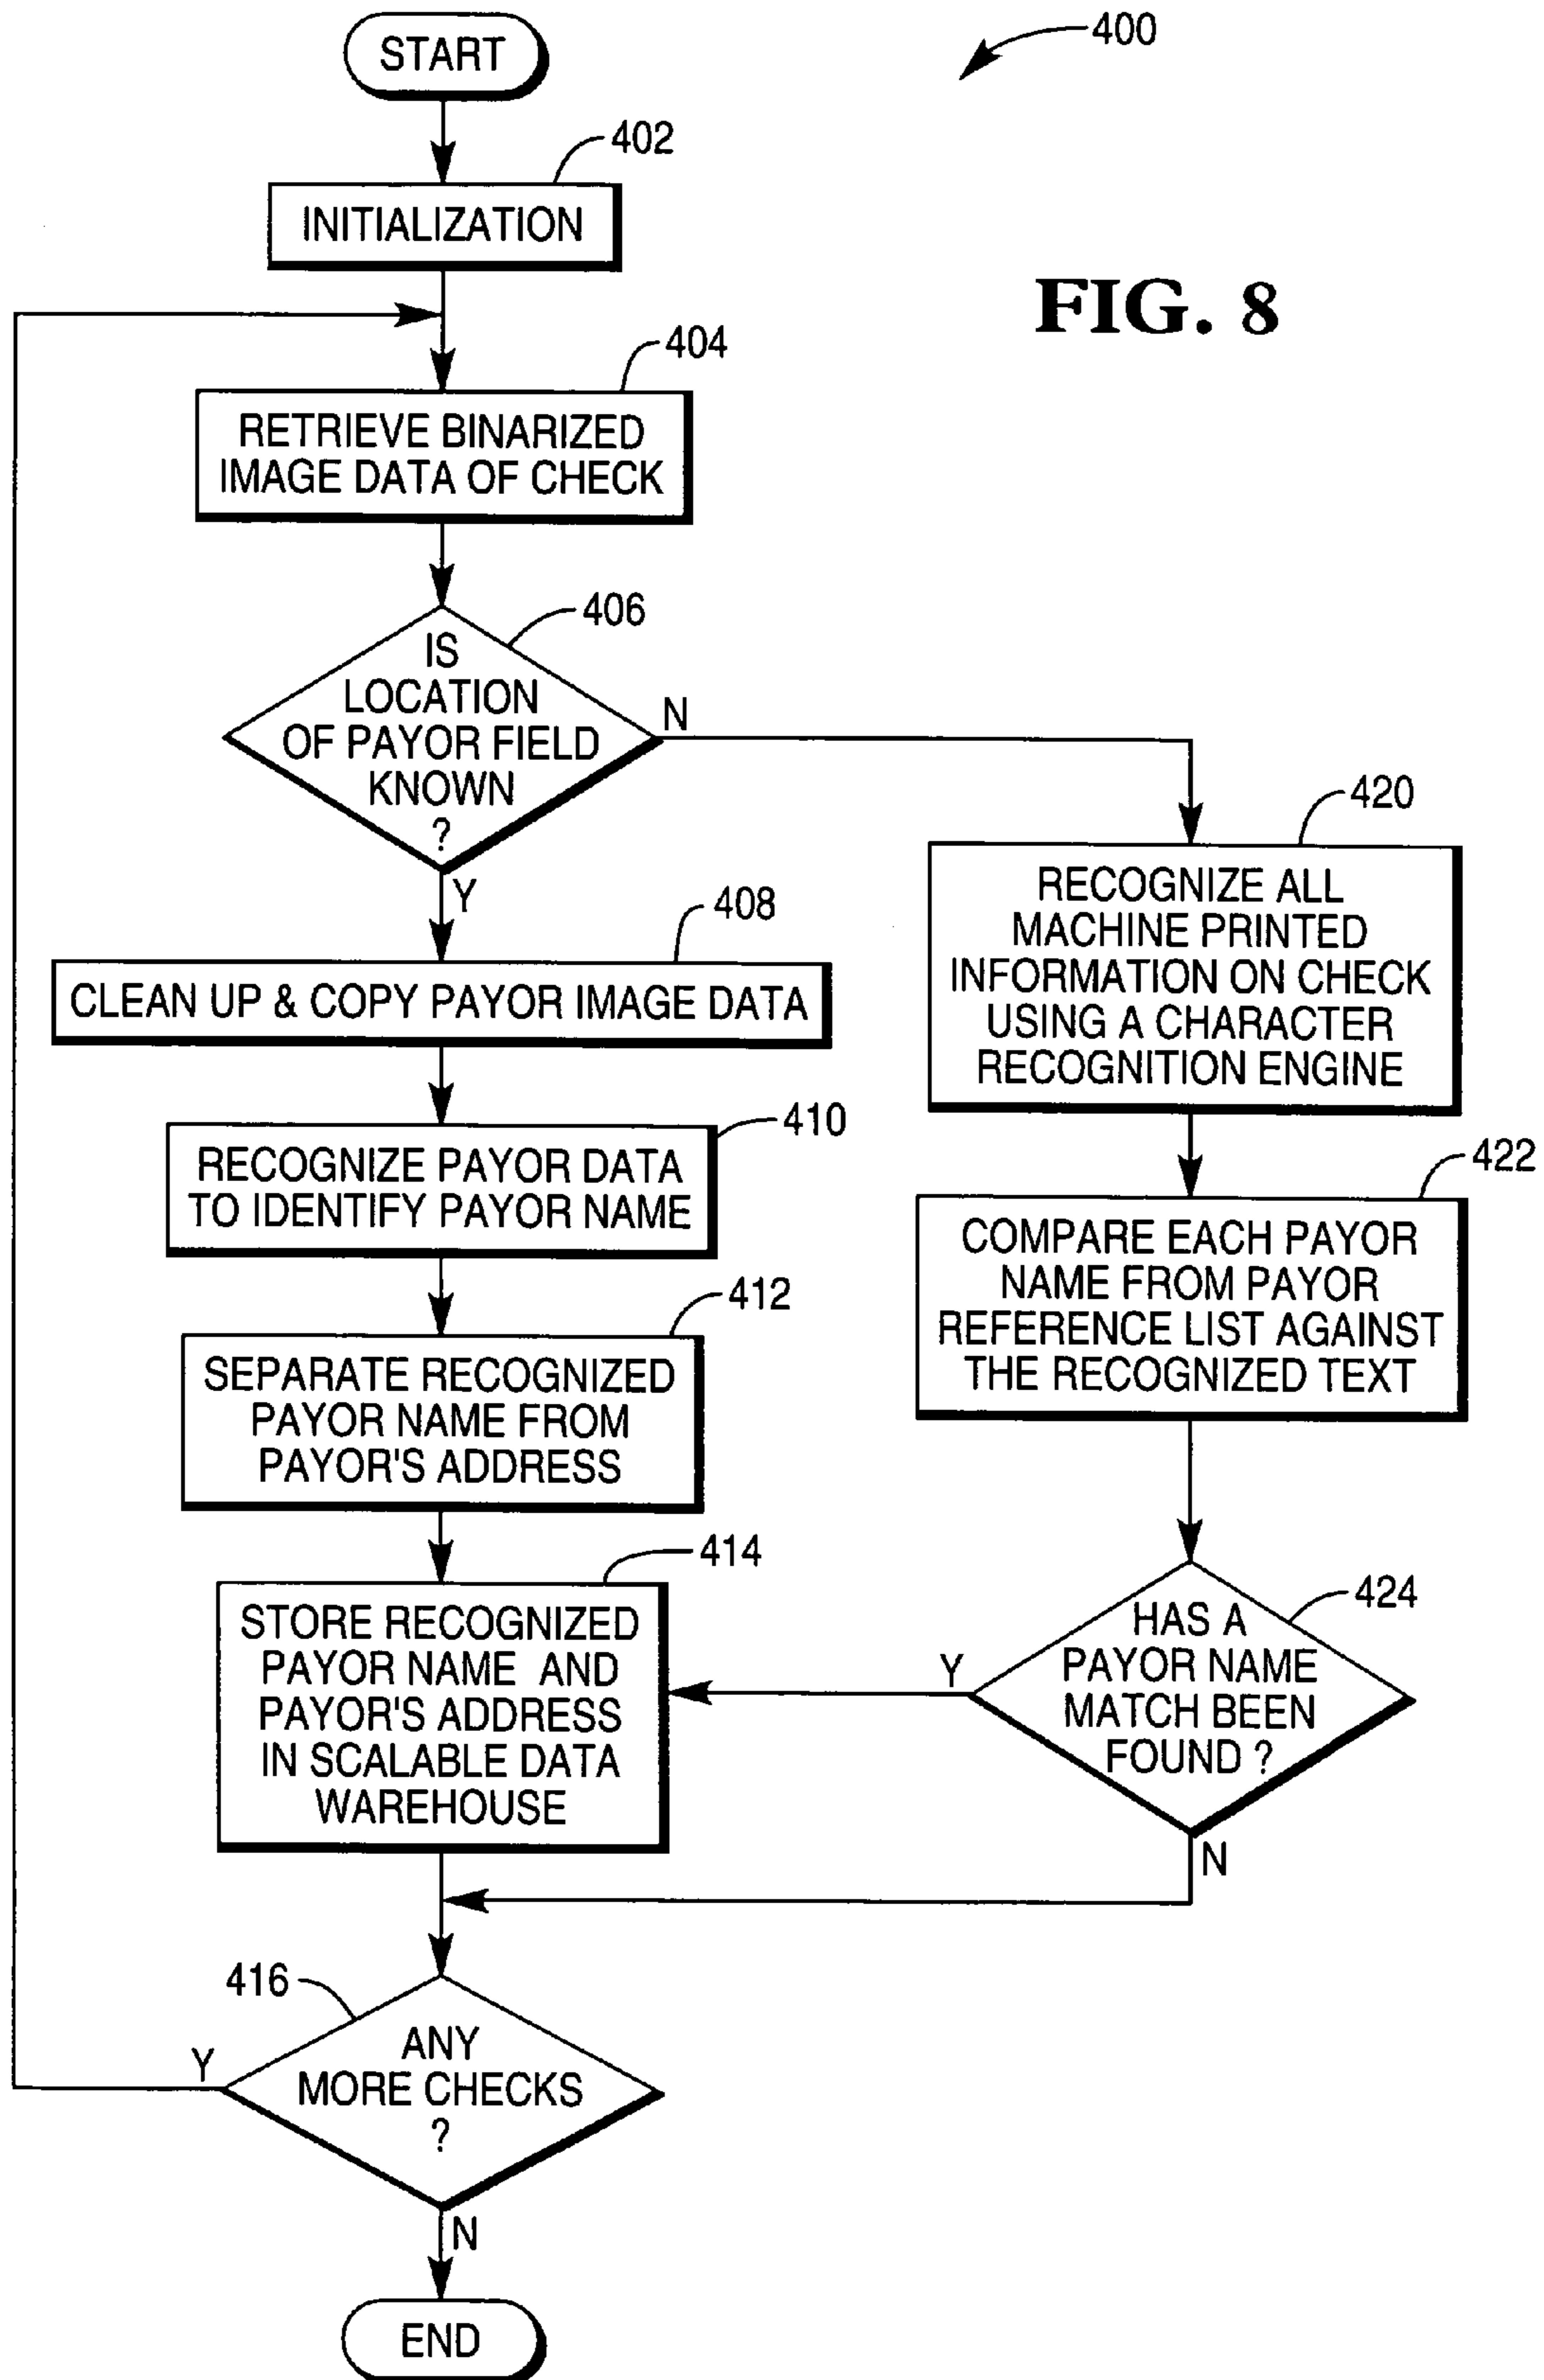 START
400
402
INITIALIZATION
FIG. 8
404
RETRIEVE BINARIZED
IMAGE DATA OF CHECK
406
IS
LOCATION
OF PAYOR FIELD
KNOWN
?
N
Y
408
CLEAN UP & COPY PAYOR IMAGE DATA
410
RECOGNIZE PAYOR DATA
TO IDENTIFY PAYOR NAME
412
SEPARATE RECOGNIZED
PAYOR NAME FROM
PAYOR'S ADDRESS
414
STORE RECOGNIZED
PAYOR NAME AND
PAYOR'S ADDRESS
IN SCALABLE DATA
WAREHOUSE
420
RECOGNIZE ALL
MACHINE PRINTED
INFORMATION ON CHECK
USING A CHARACTER
RECOGNITION ENGINE
422
COMPARE EACH PAYOR
NAME FROM PAYOR
REFERENCE LIST AGAINST
THE RECOGNIZED TEXT
424
HAS A
PAYOR NAME
MATCH BEEN
FOUND ?
Y
N
416
ANY
MORE CHECKS
?
Y
N
END